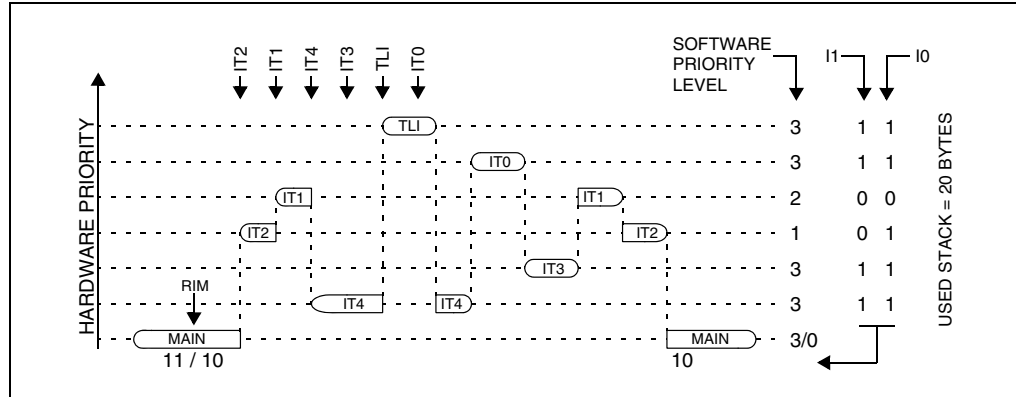 IT2
IT1
IT4
IT3
TLI
IT0
SOFTWARE
PRIORITY
LEVEL
I1
I0
HARDWARE PRIORITY
TLI
3
1 1
IT0
3
1 1
IT1
IT1
2
0 0
IT2
IT2
1
0 1
IT3
3
1 1
RIM
IT4
IT4
3
1 1
MAIN
MAIN
3/0
11 / 10
10
USED STACK = 20 BYTES